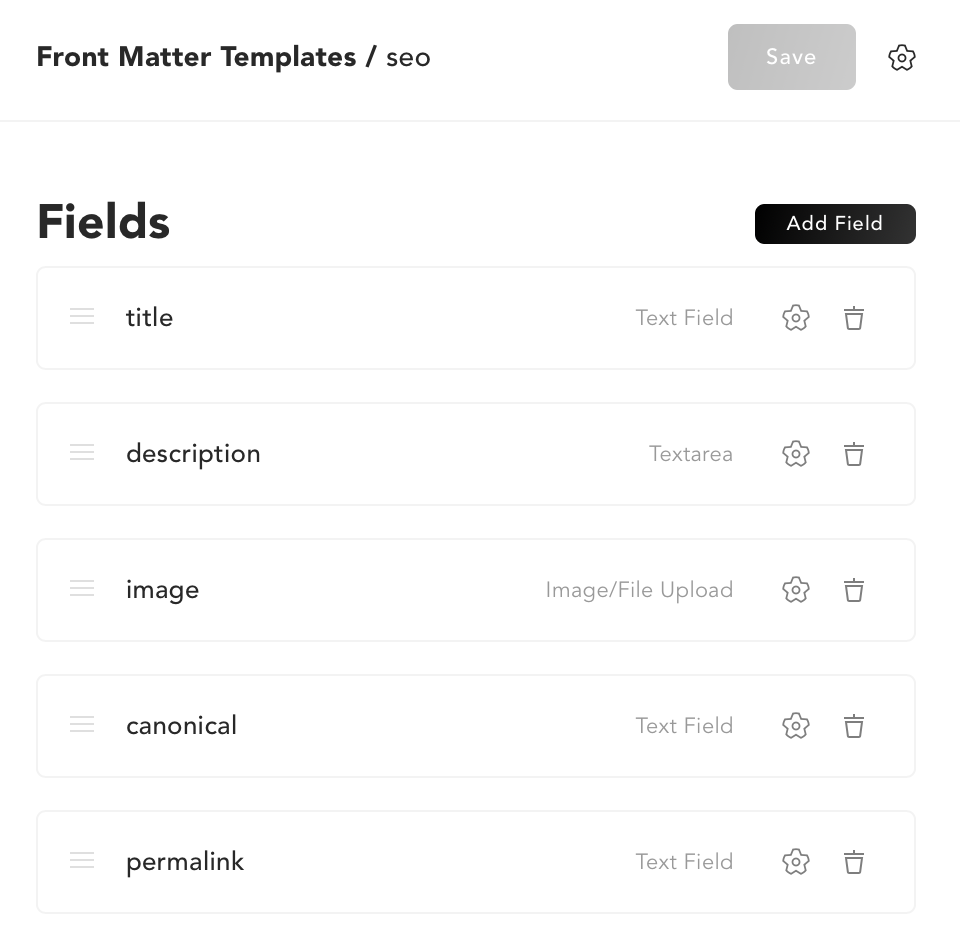 Front Matter Templates / seo
Save
Fields
Add Field
title Text Field
description Textarea
image Image/File Upload
canonical Text Field
permalink Text Field